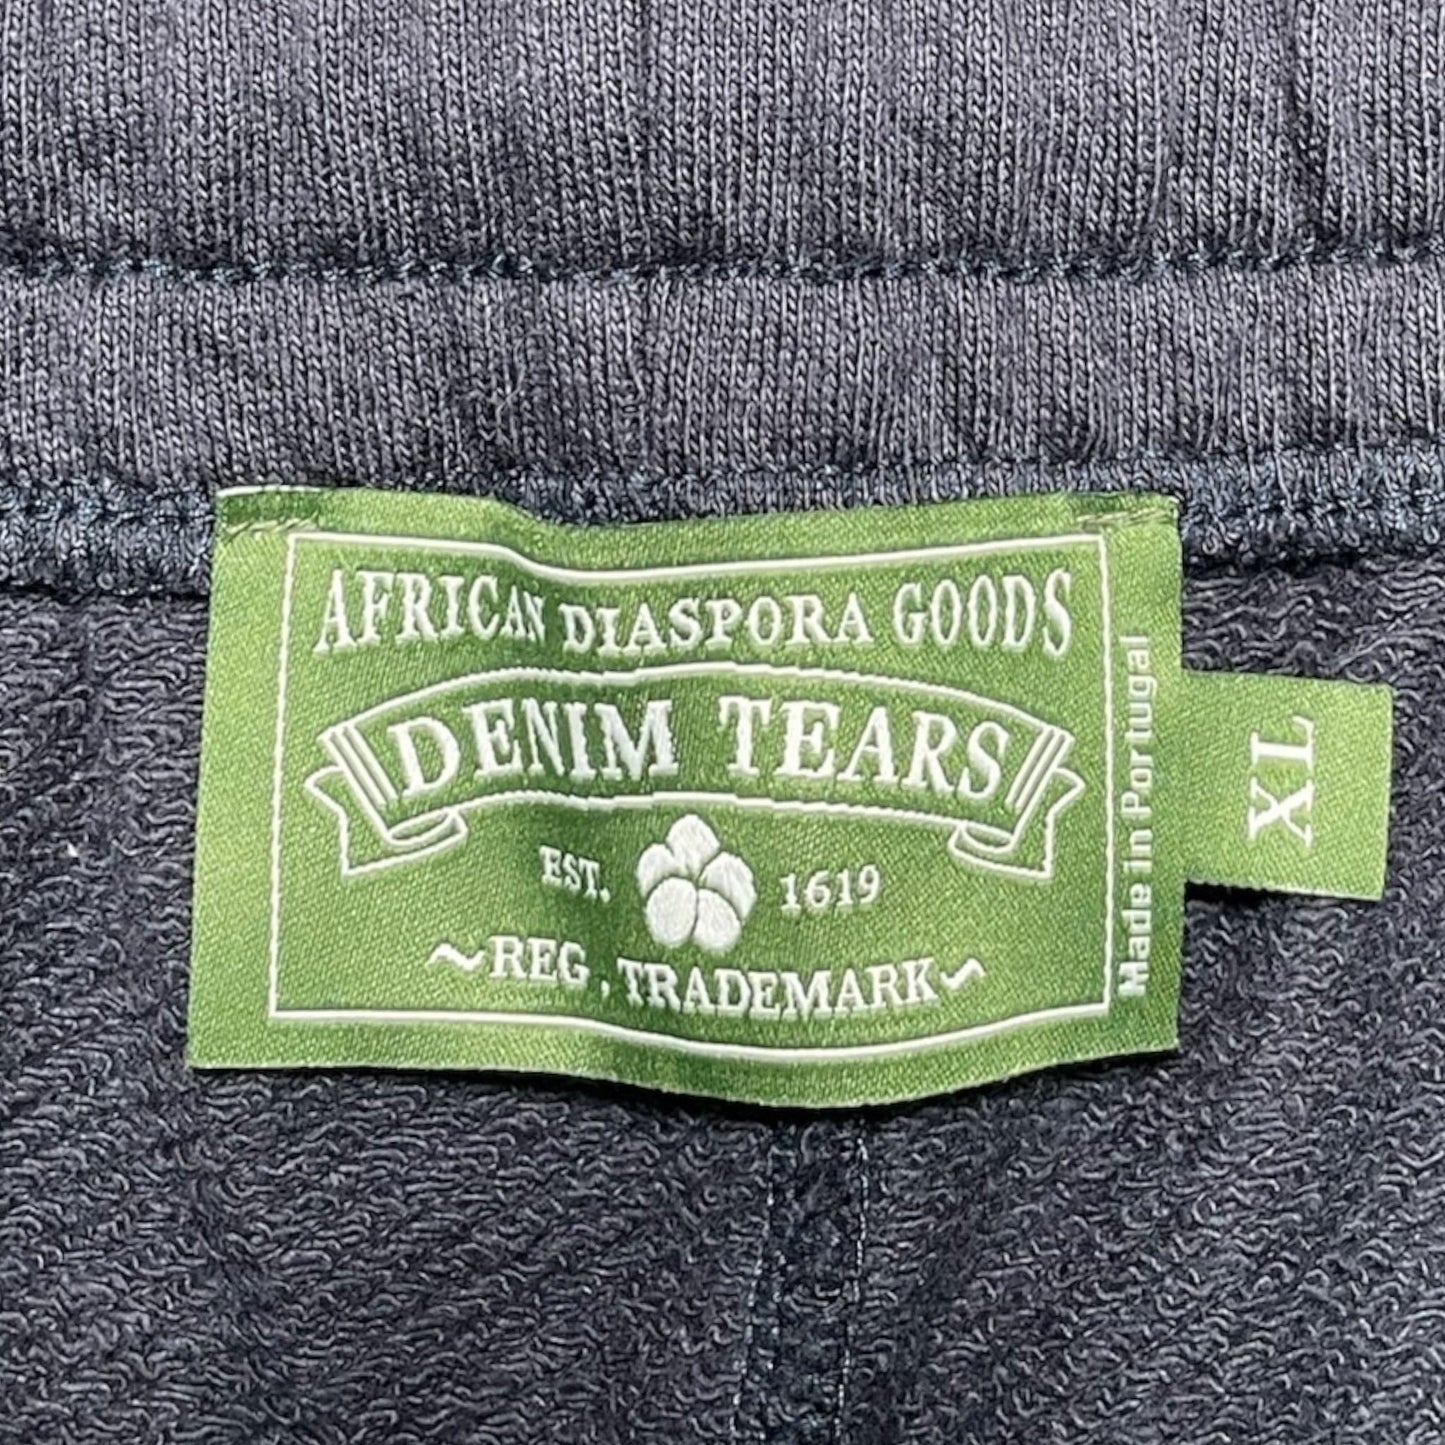 AFRICAN DIASPORA GOODS
DENIM TEARS
EST. 1619
~REG. TRADEMARK~
Made in Portugal
XL